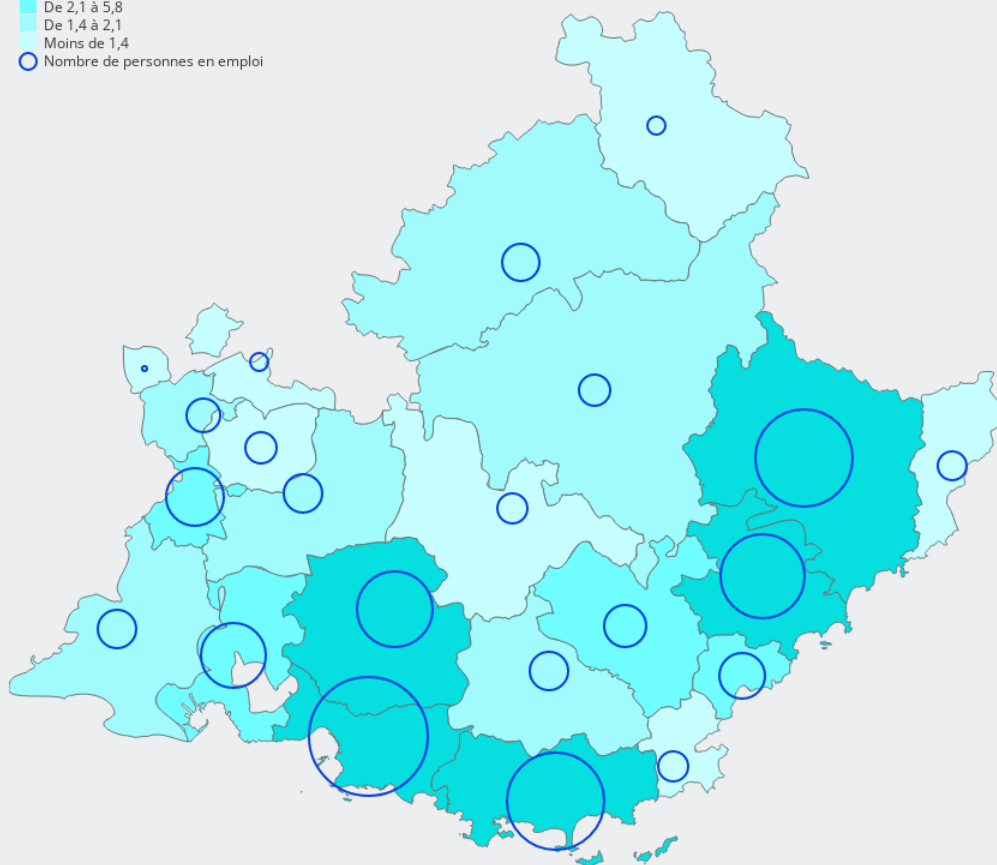 De 2,1 à 5,8
De 1,4 à 2,1
Moins de 1,4
Nombre de personnes en emploi